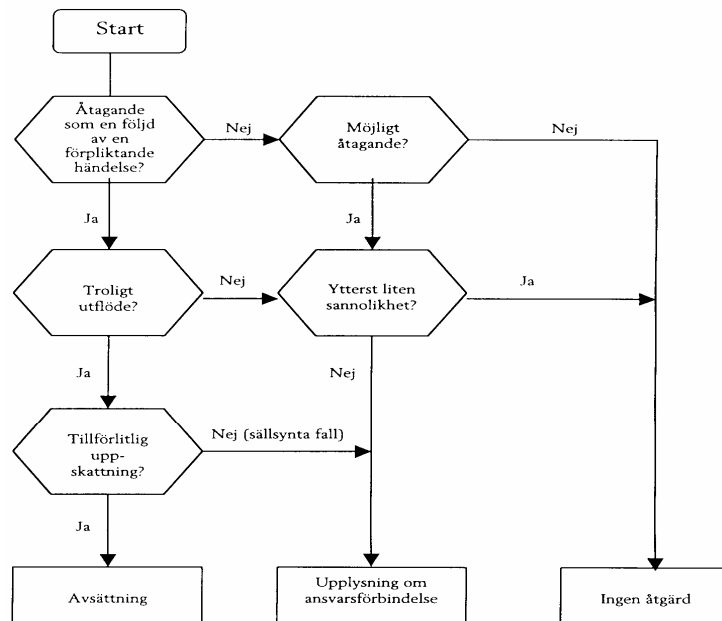 Start
Åtagande
som en följd
av en
förpliktande
händelse?
Nej
Möjligt
åtagande?
Nej
Ja
Ja
Troligt
utflöde?
Nej
Ytterst liten
sannolikhet?
Ja
Ja
Nej
Tillförlitlig
upp-
skattning?
Nej (sällsynta fall)
Ja
Avsättning
Upplysning om
ansvarsförbindelse
Ingen åtgärd